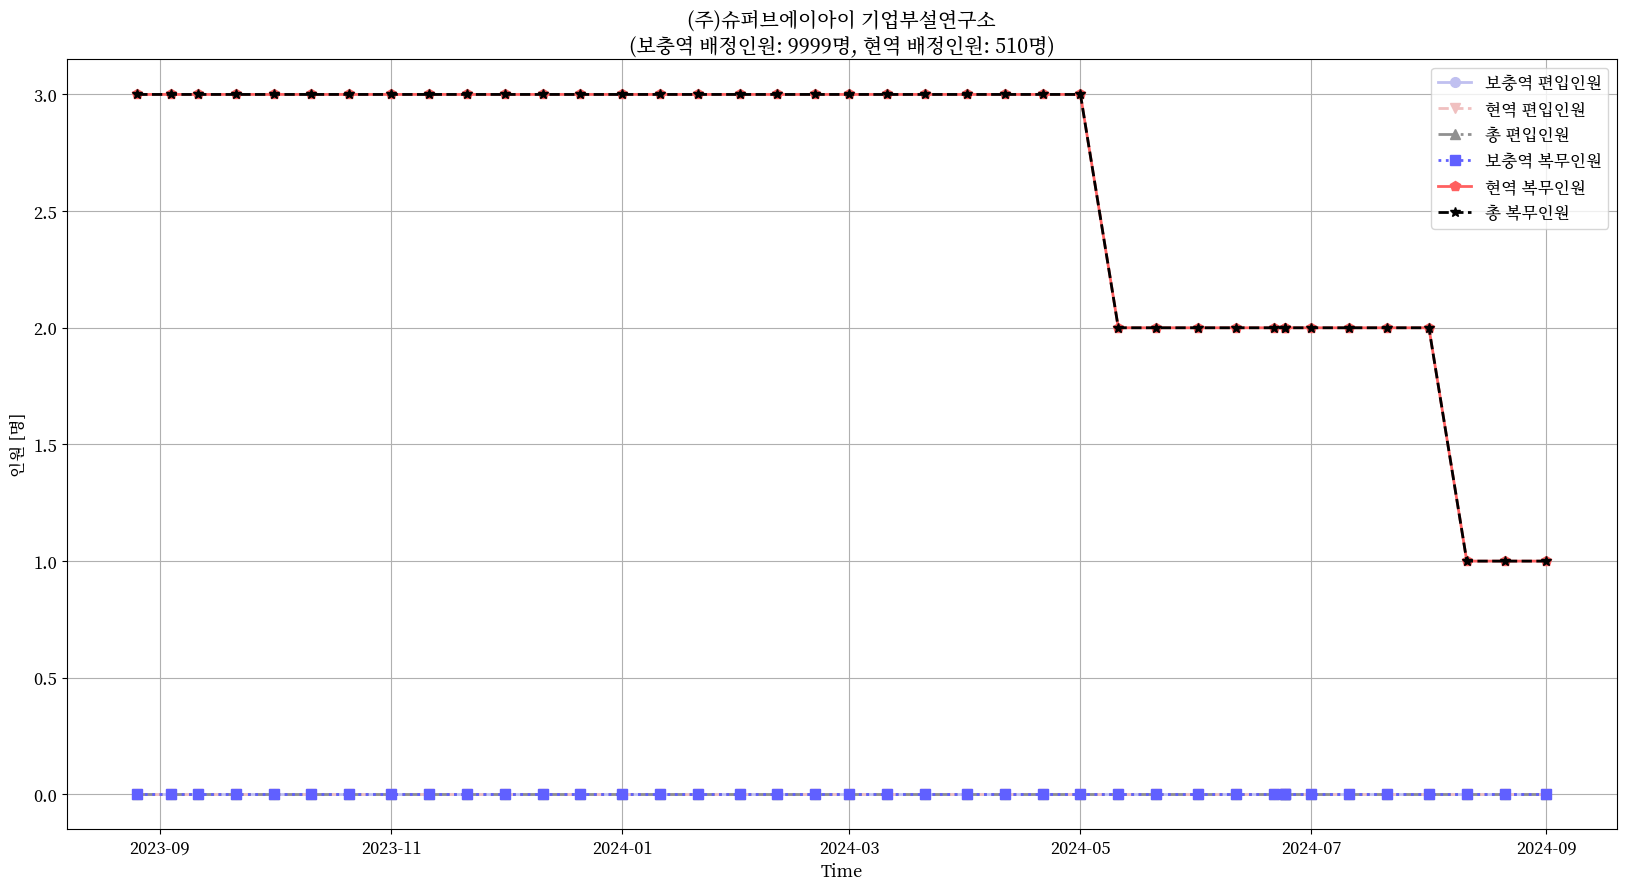 (주)슈퍼브에이아이 기업부설연구소
(보충역 배정인원: 9999명, 현역 배정인원: 510명)
보충역 편입인원
현역 편입인원
총 편입인원
보충역 복무인원
현역 복무인원
총 복무인원
3.0
2.5
2.0
1.5
1.0
0.5
0.0
인원 [명]
2023-09
2023-11
2024-01
2024-03
2024-05
2024-07
2024-09
Time